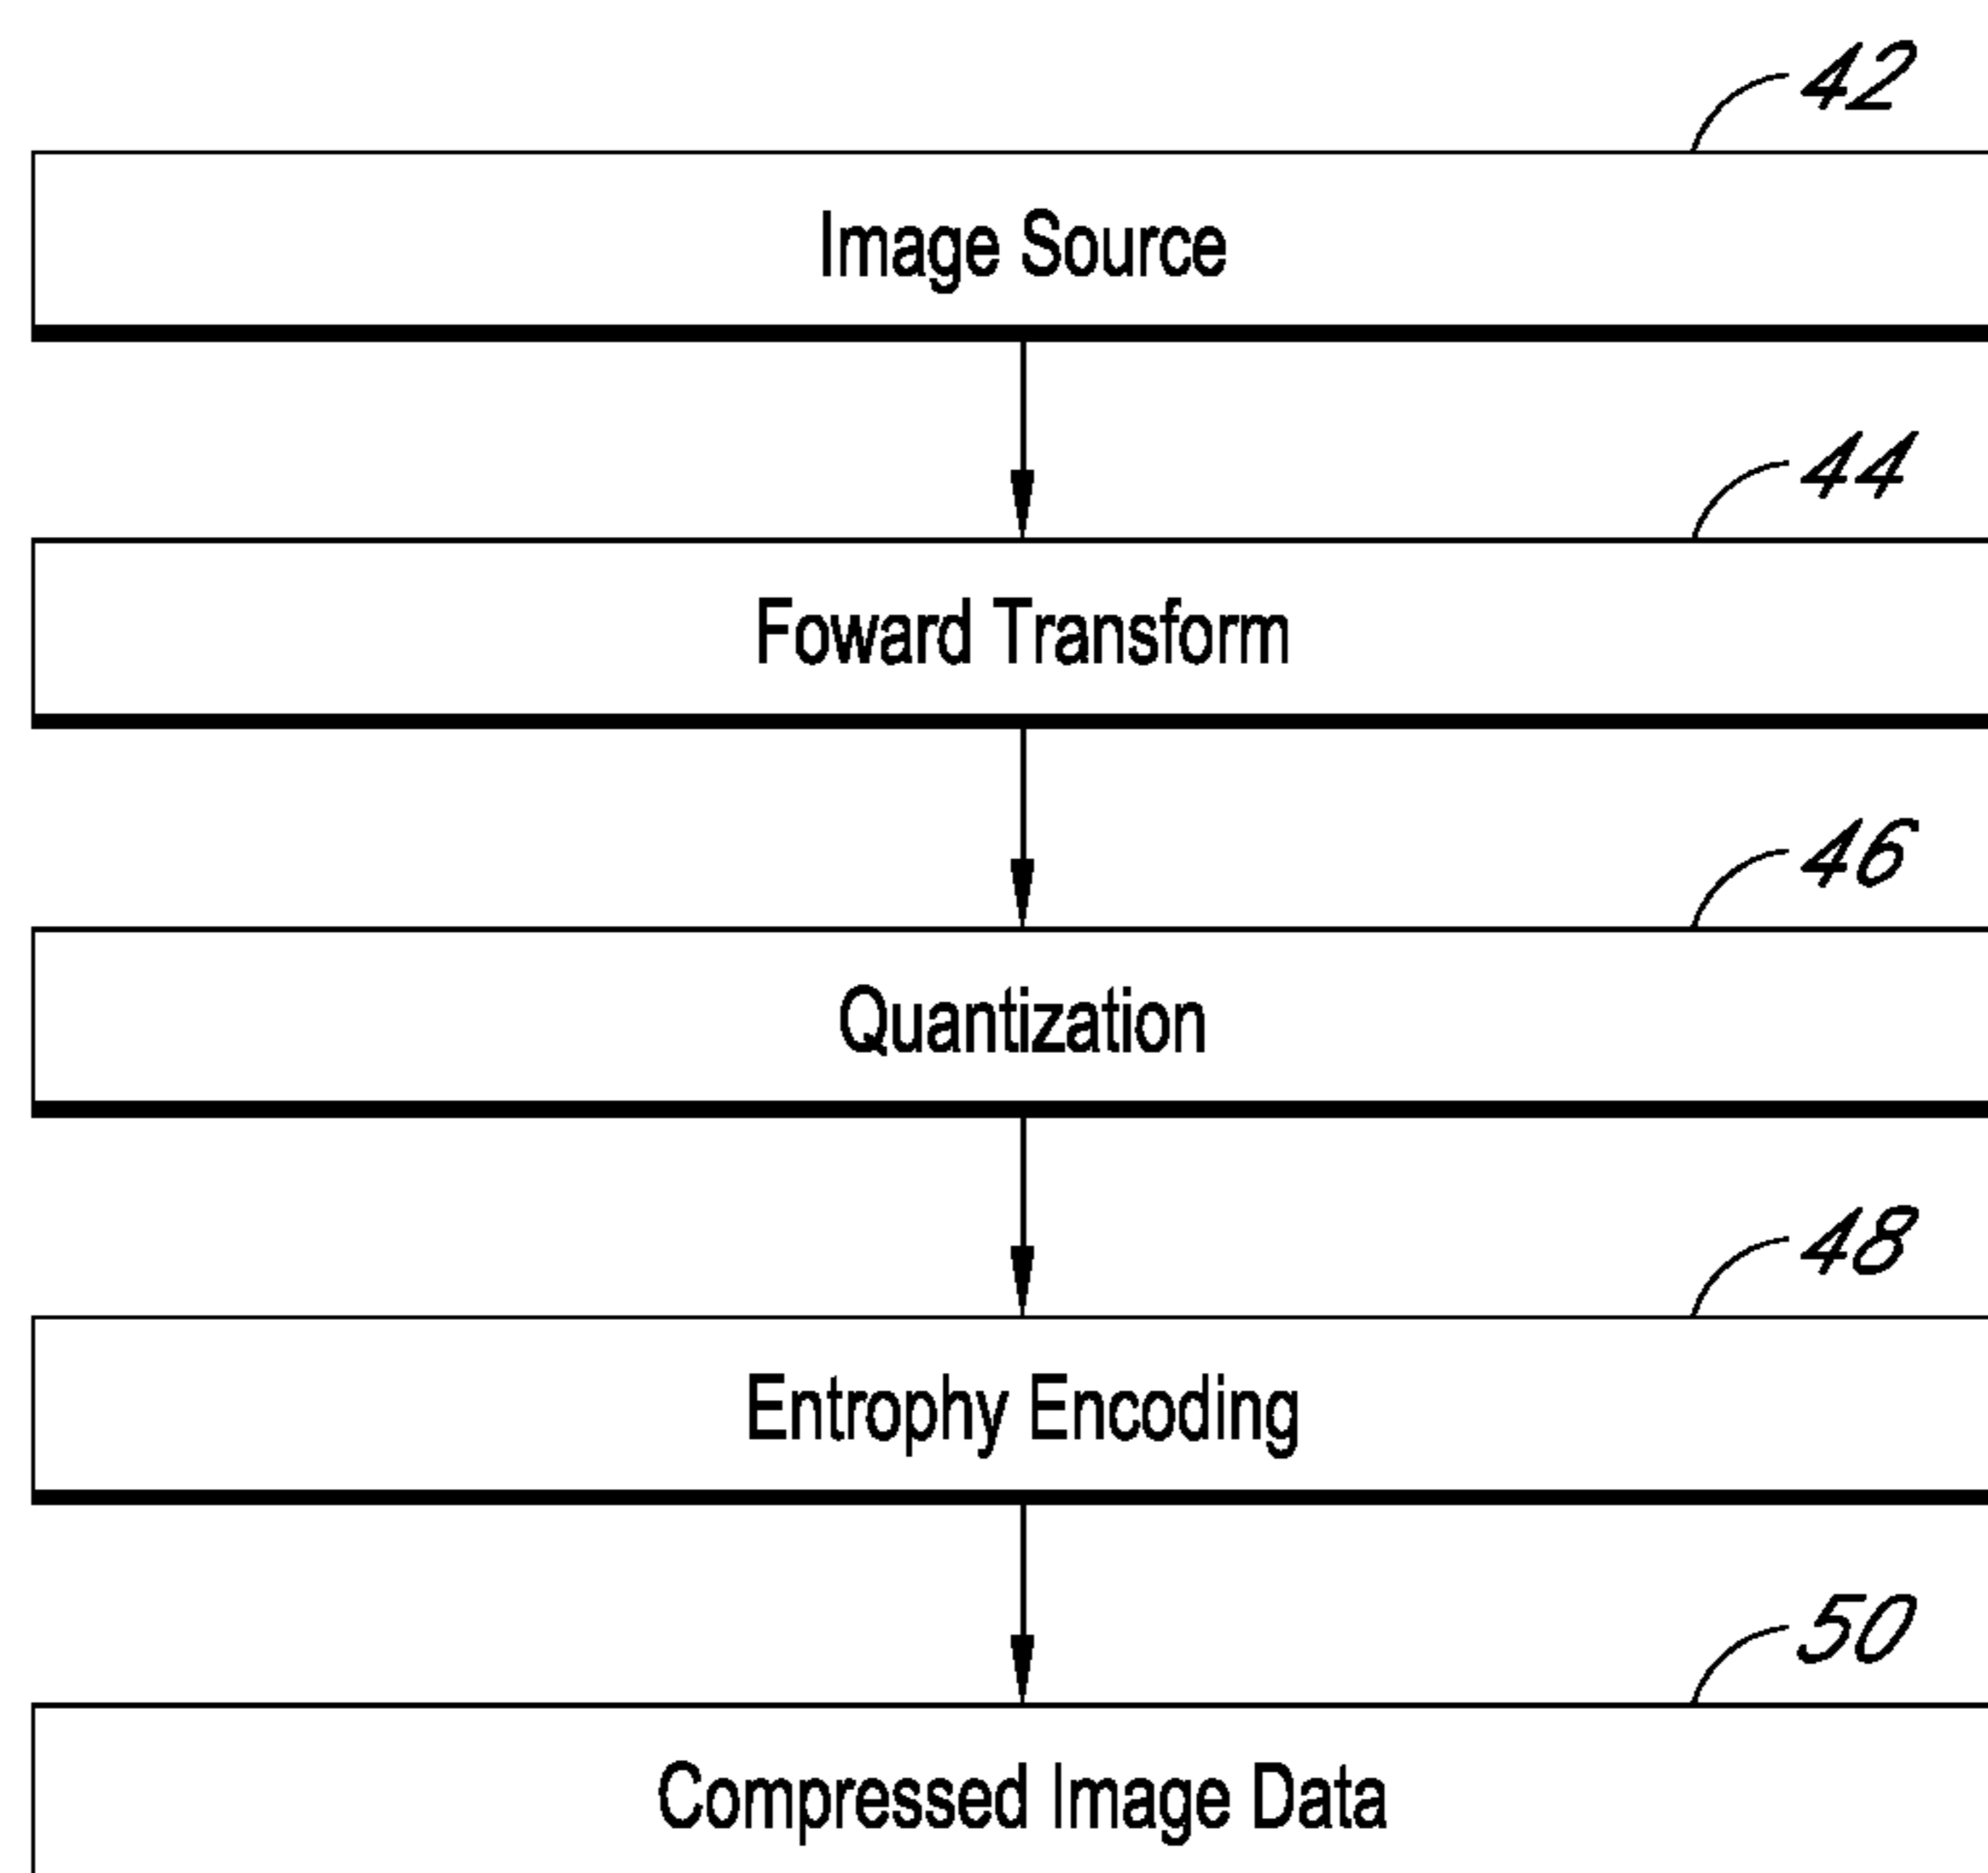 42
Image Source
44
Foward Transform
46
Quantization
48
Entrophy Encoding
50
Compressed Image Data